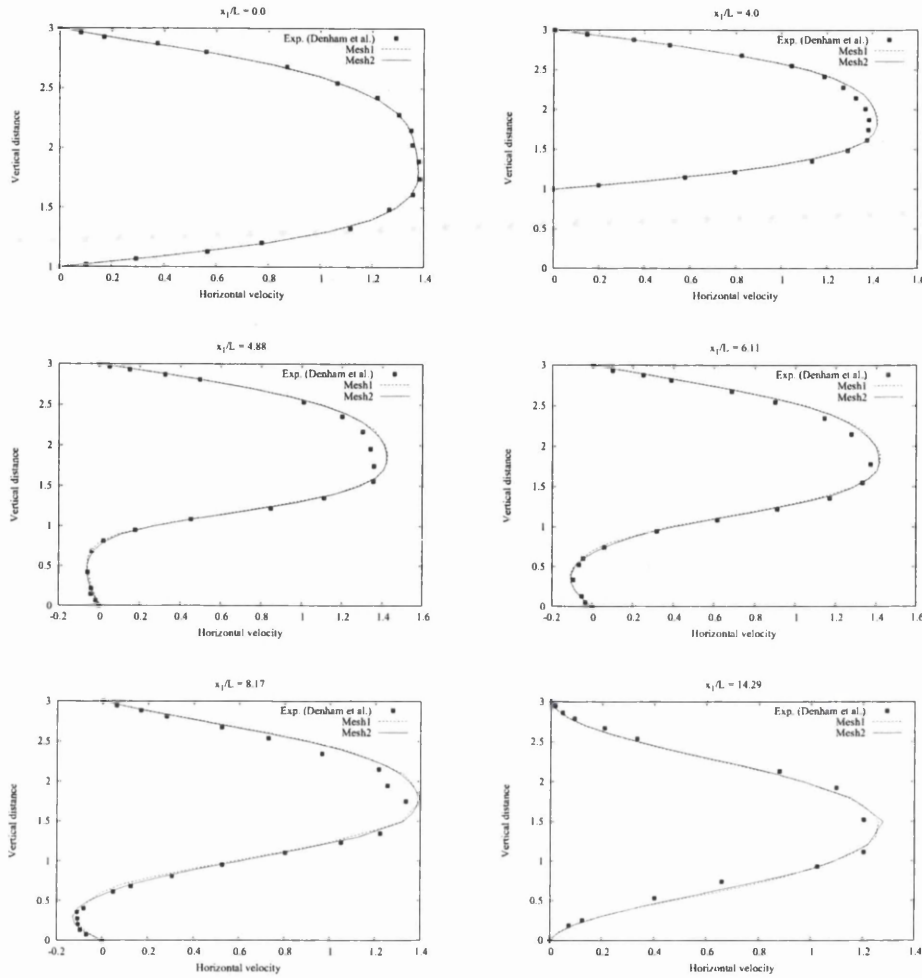 x1/L = 0.0
Exp. (Denham et al.)
Mesh1
Mesh2
3
2.5
2
1.5
1
Vertical distance
0 0.2 0.4 0.6 0.8 1 1.2 1.4
Horizontal velocity
x1/L = 4.0
Exp. (Denham et al.)
Mesh1
Mesh2
3
2.5
2
1.5
1
0.5
0
Vertical distance
0 0.2 0.4 0.6 0.8 1 1.2 1.4 1.6
Horizontal velocity
x1/L = 4.88
Exp. (Denham et al.)
Mesh1
Mesh2
3
2.5
2
1.5
1
0.5
0
Vertical distance
-0.2 0 0.2 0.4 0.6 0.8 1 1.2 1.4 1.6
Horizontal velocity
x1/L = 6.11
Exp. (Denham et al.)
Mesh1
Mesh2
3
2.5
2
1.5
1
0.5
0
Vertical distance
-0.2 0 0.2 0.4 0.6 0.8 1 1.2 1.4 1.6
Horizontal velocity
x1/L = 8.17
Exp. (Denham et al.)
Mesh1
Mesh2
3
2.5
2
1.5
1
0.5
0
Vertical distance
-0.2 0 0.2 0.4 0.6 0.8 1 1.2 1.4
Horizontal velocity
x1/L = 14.29
Exp. (Denham et al.)
Mesh1
Mesh2
3
2.5
2
1.5
1
0.5
0
Vertical distance
0 0.2 0.4 0.6 0.8 1 1.2 1.4
Horizontal velocity